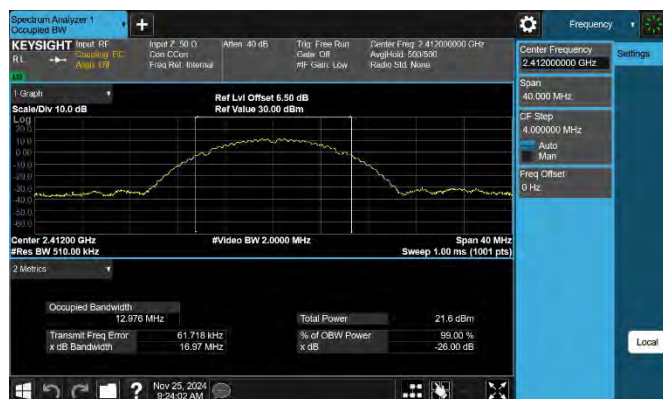 Spectrum Analyzer 1
Occupied BW
+
Frequency
KEYSIGHT
RL
Input: RF
Coupling: DC
Align: Off
Input Z: 50 Ω
Corr CCorr
Freq Ref: Internal
Atten: 40 dB
Trig: Free Run
Gate: Off
#IF Gain: Low
Center Freq: 2.412000000 GHz
Avg|Hold: 500/500
Radio Std: None
Center Frequency
2.412000000 GHz
Settings
Span
40.000 MHz
CF Step
4.000000 MHz
Auto
Man
Freq Offset
0 Hz
1 Graph
Scale/Div 10.0 dB
Ref Lvl Offset 6.50 dB
Ref Value 30.00 dBm
Log
20.0
10.0
0.00
-10.0
-20.0
-30.0
-40.0
-50.0
-60.0
Center 2.41200 GHz
#Video BW 2.0000 MHz
Span 40 MHz
#Res BW 510.00 kHz
Sweep 1.00 ms (1001 pts)
2 Metrics
Occupied Bandwidth
12.976 MHz
Total Power
21.6 dBm
Transmit Freq Error
61.718 kHz
% of OBW Power
99.00 %
x dB Bandwidth
16.97 MHz
x dB
-26.00 dB
Local
?
Nov 25, 2024
9:24:02 AM